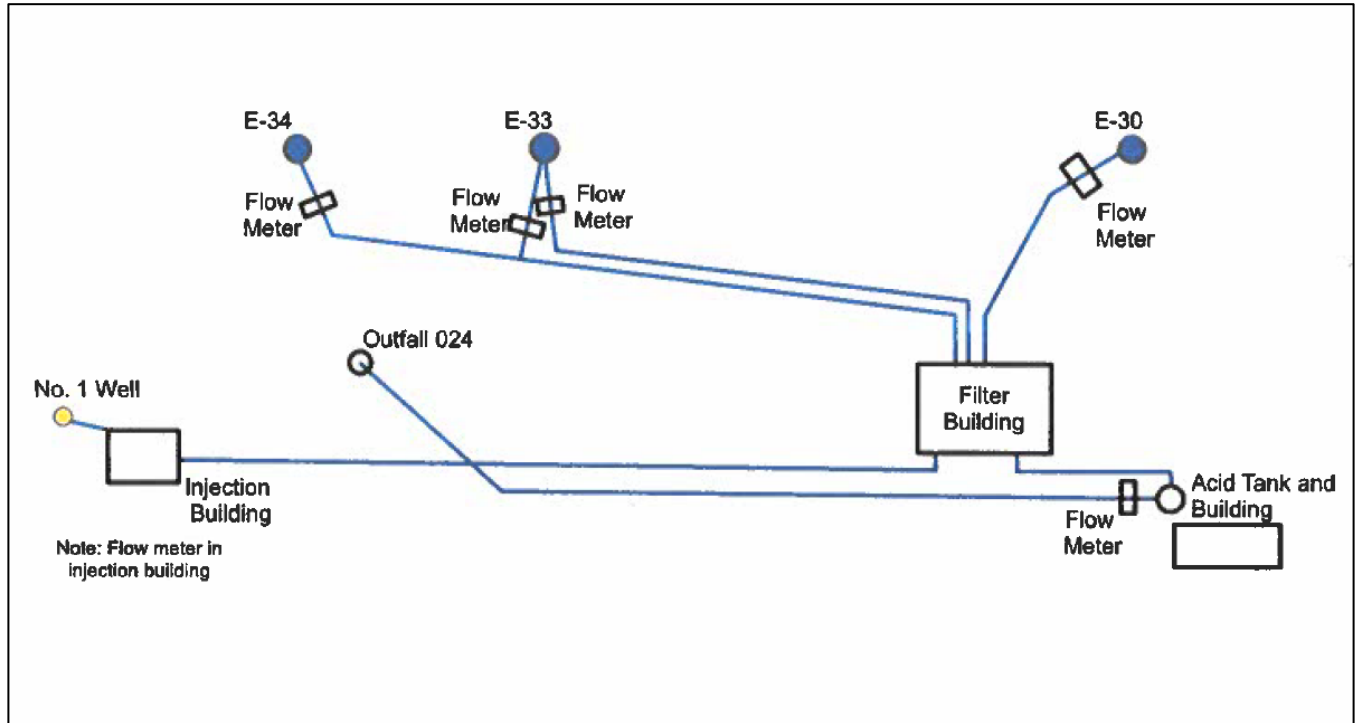 E-34
E-33
E-30
Flow
Meter
Flow
Meter
Flow
Meter
Flow
Meter
Outfall 024
No. 1 Well
Filter
Building
Injection
Building
Acid Tank and
Building
Flow
Meter
Note: Flow meter in
injection building